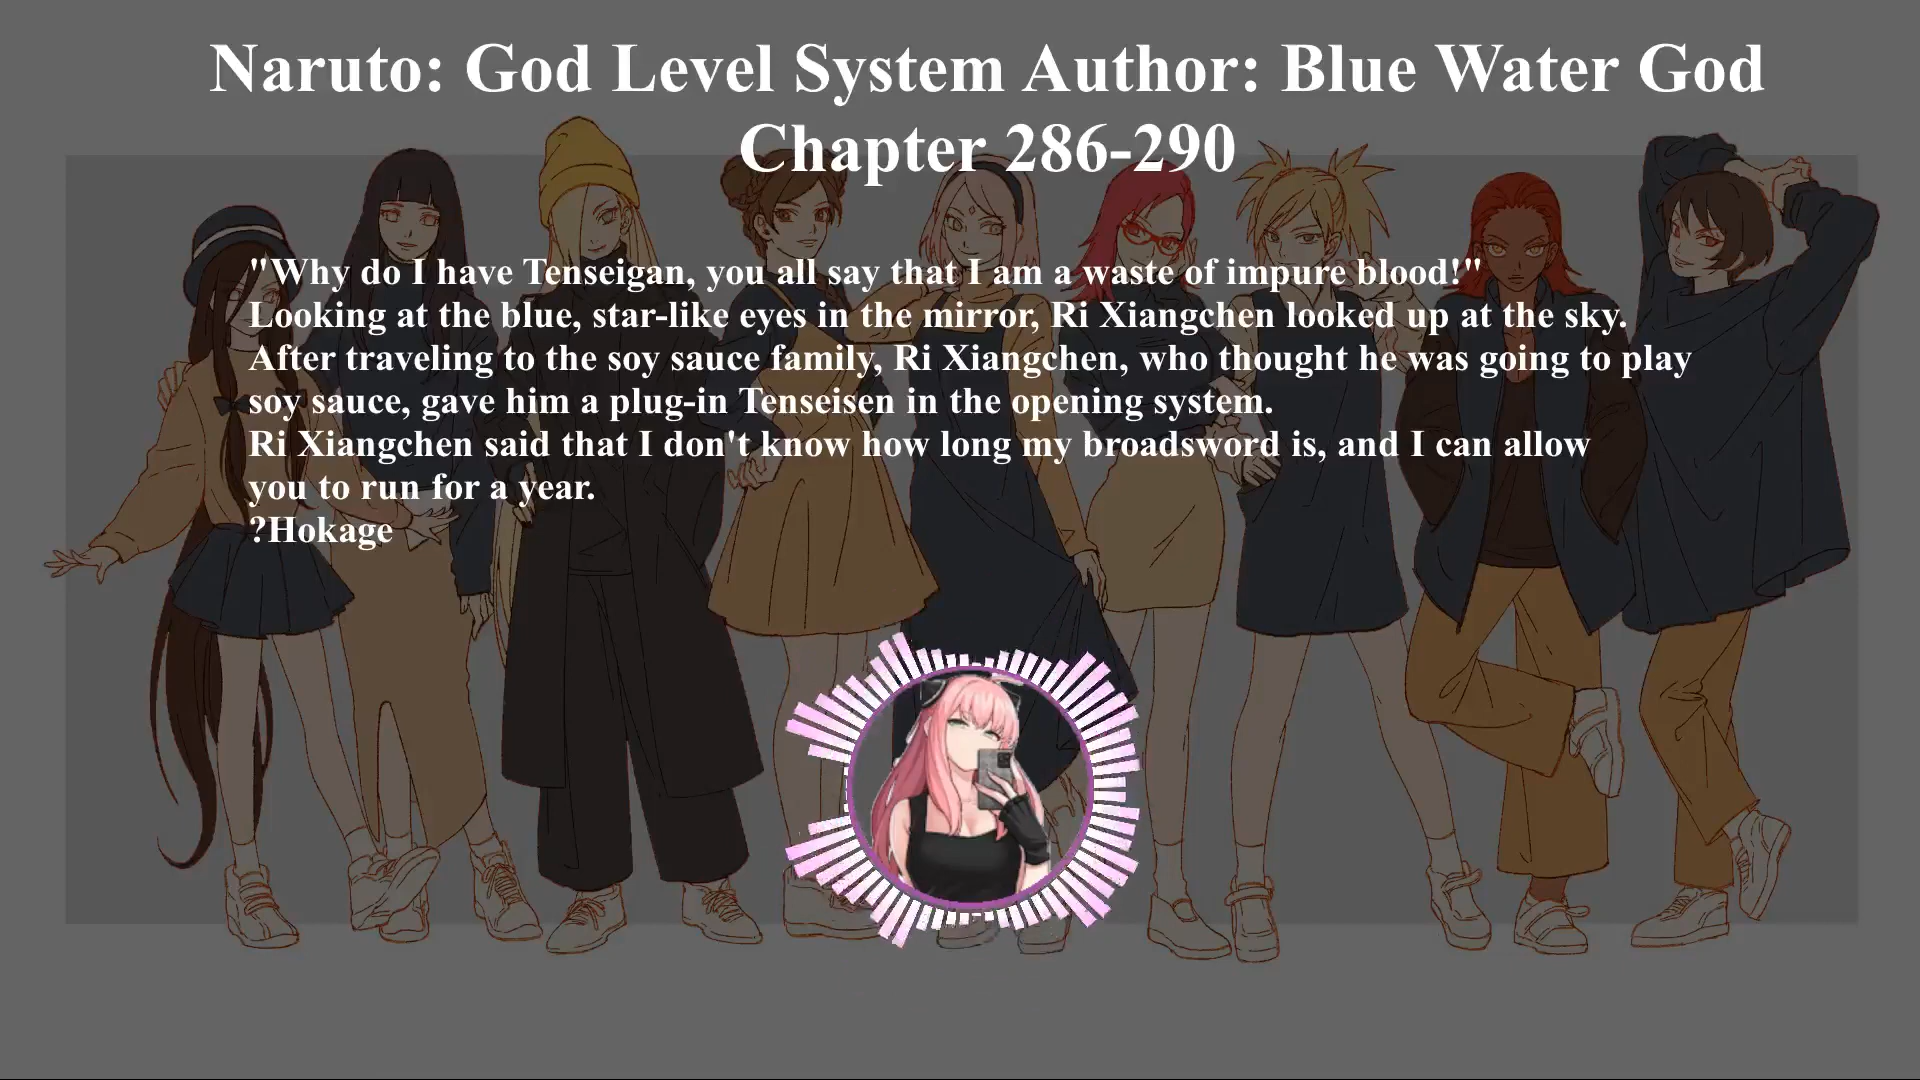 Naruto: God Level System Author: Blue Water God
Chapter 286-290
"Why do I have Tenseigan, you all say that I am a waste of impure blood!"
Looking at the blue, star-like eyes in the mirror, Ri Xiangchen looked up at the sky.
After traveling to the soy sauce family, Ri Xiangchen, who thought he was going to play
soy sauce, gave him a plug-in Tenseisen in the opening system.
Ri Xiangchen said that I don't know how long my broadsword is, and I can allow
you to run for a year.
?Hokage